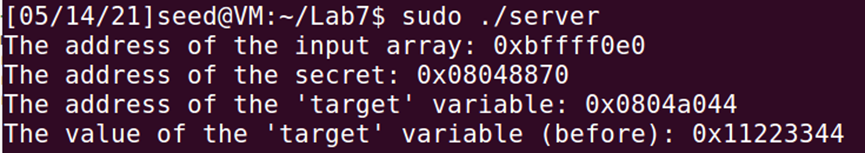 [05/14/21]seed@VM:~/Lab7$ sudo ./server
The address of the input array: 0xbffff0e0
The address of the secret: 0x08048870
The address of the 'target' variable: 0x0804a044
The value of the 'target' variable (before): 0x11223344